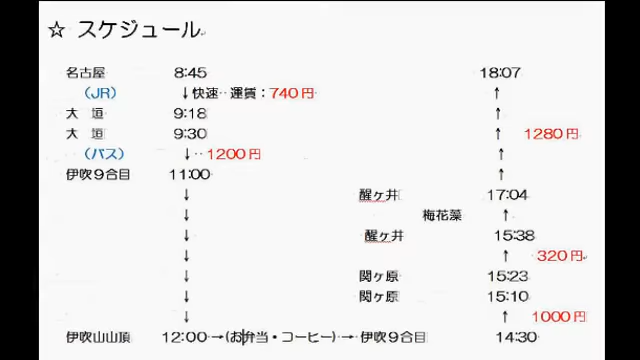 ☆ スケジュール
名古屋 8:45 18:07
(JR) ↓快速‥運賃：740円 ↑
大 垣 9:18 ↑
大 垣 9:30 ↑ 1280円
(バス) ↓‥1200円 ↑
伊吹9合目 11:00 ↑
↓ 醒ヶ井 17:04
↓ 梅花藻 ↑
↓ 醒ヶ井 15:38
↓ ↑ 320円
↓ 関ヶ原 15:23
↓ 関ヶ原 15:10
↓ ↑ 1000円
伊吹山山頂 12:00→(お弁当・コーヒー)→ 伊吹9合目 14:30